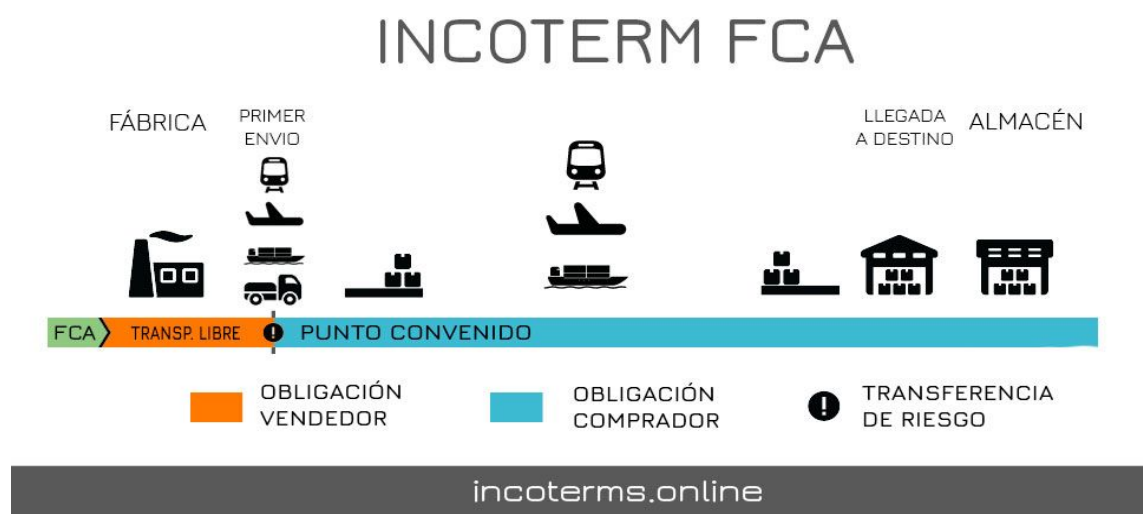 INCOTERM FCA
FÁBRICA
PRIMER
ENVIO
LLEGADA
A DESTINO
ALMACÉN
FCA
TRANSP. LIBRE
!
PUNTO CONVENIDO
OBLIGACIÓN
VENDEDOR
OBLIGACIÓN
COMPRADOR
!
TRANSFERENCIA
DE RIESGO
incoterms.online